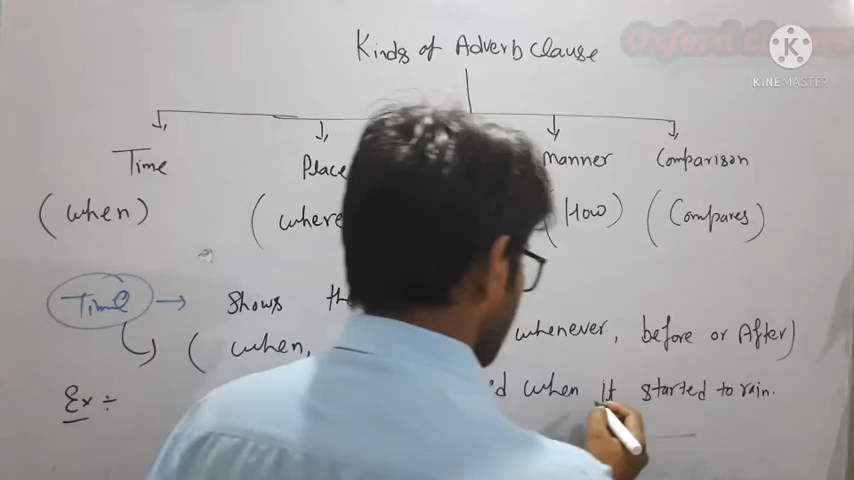 Kinds of Adverb clause
Oxford classes
KINEMASTER
Time Place Manner Comparison
(when) (where How) (Compares)
Time → Shows
(when, whenever, before or After)
Ex ÷ when it started to rain.